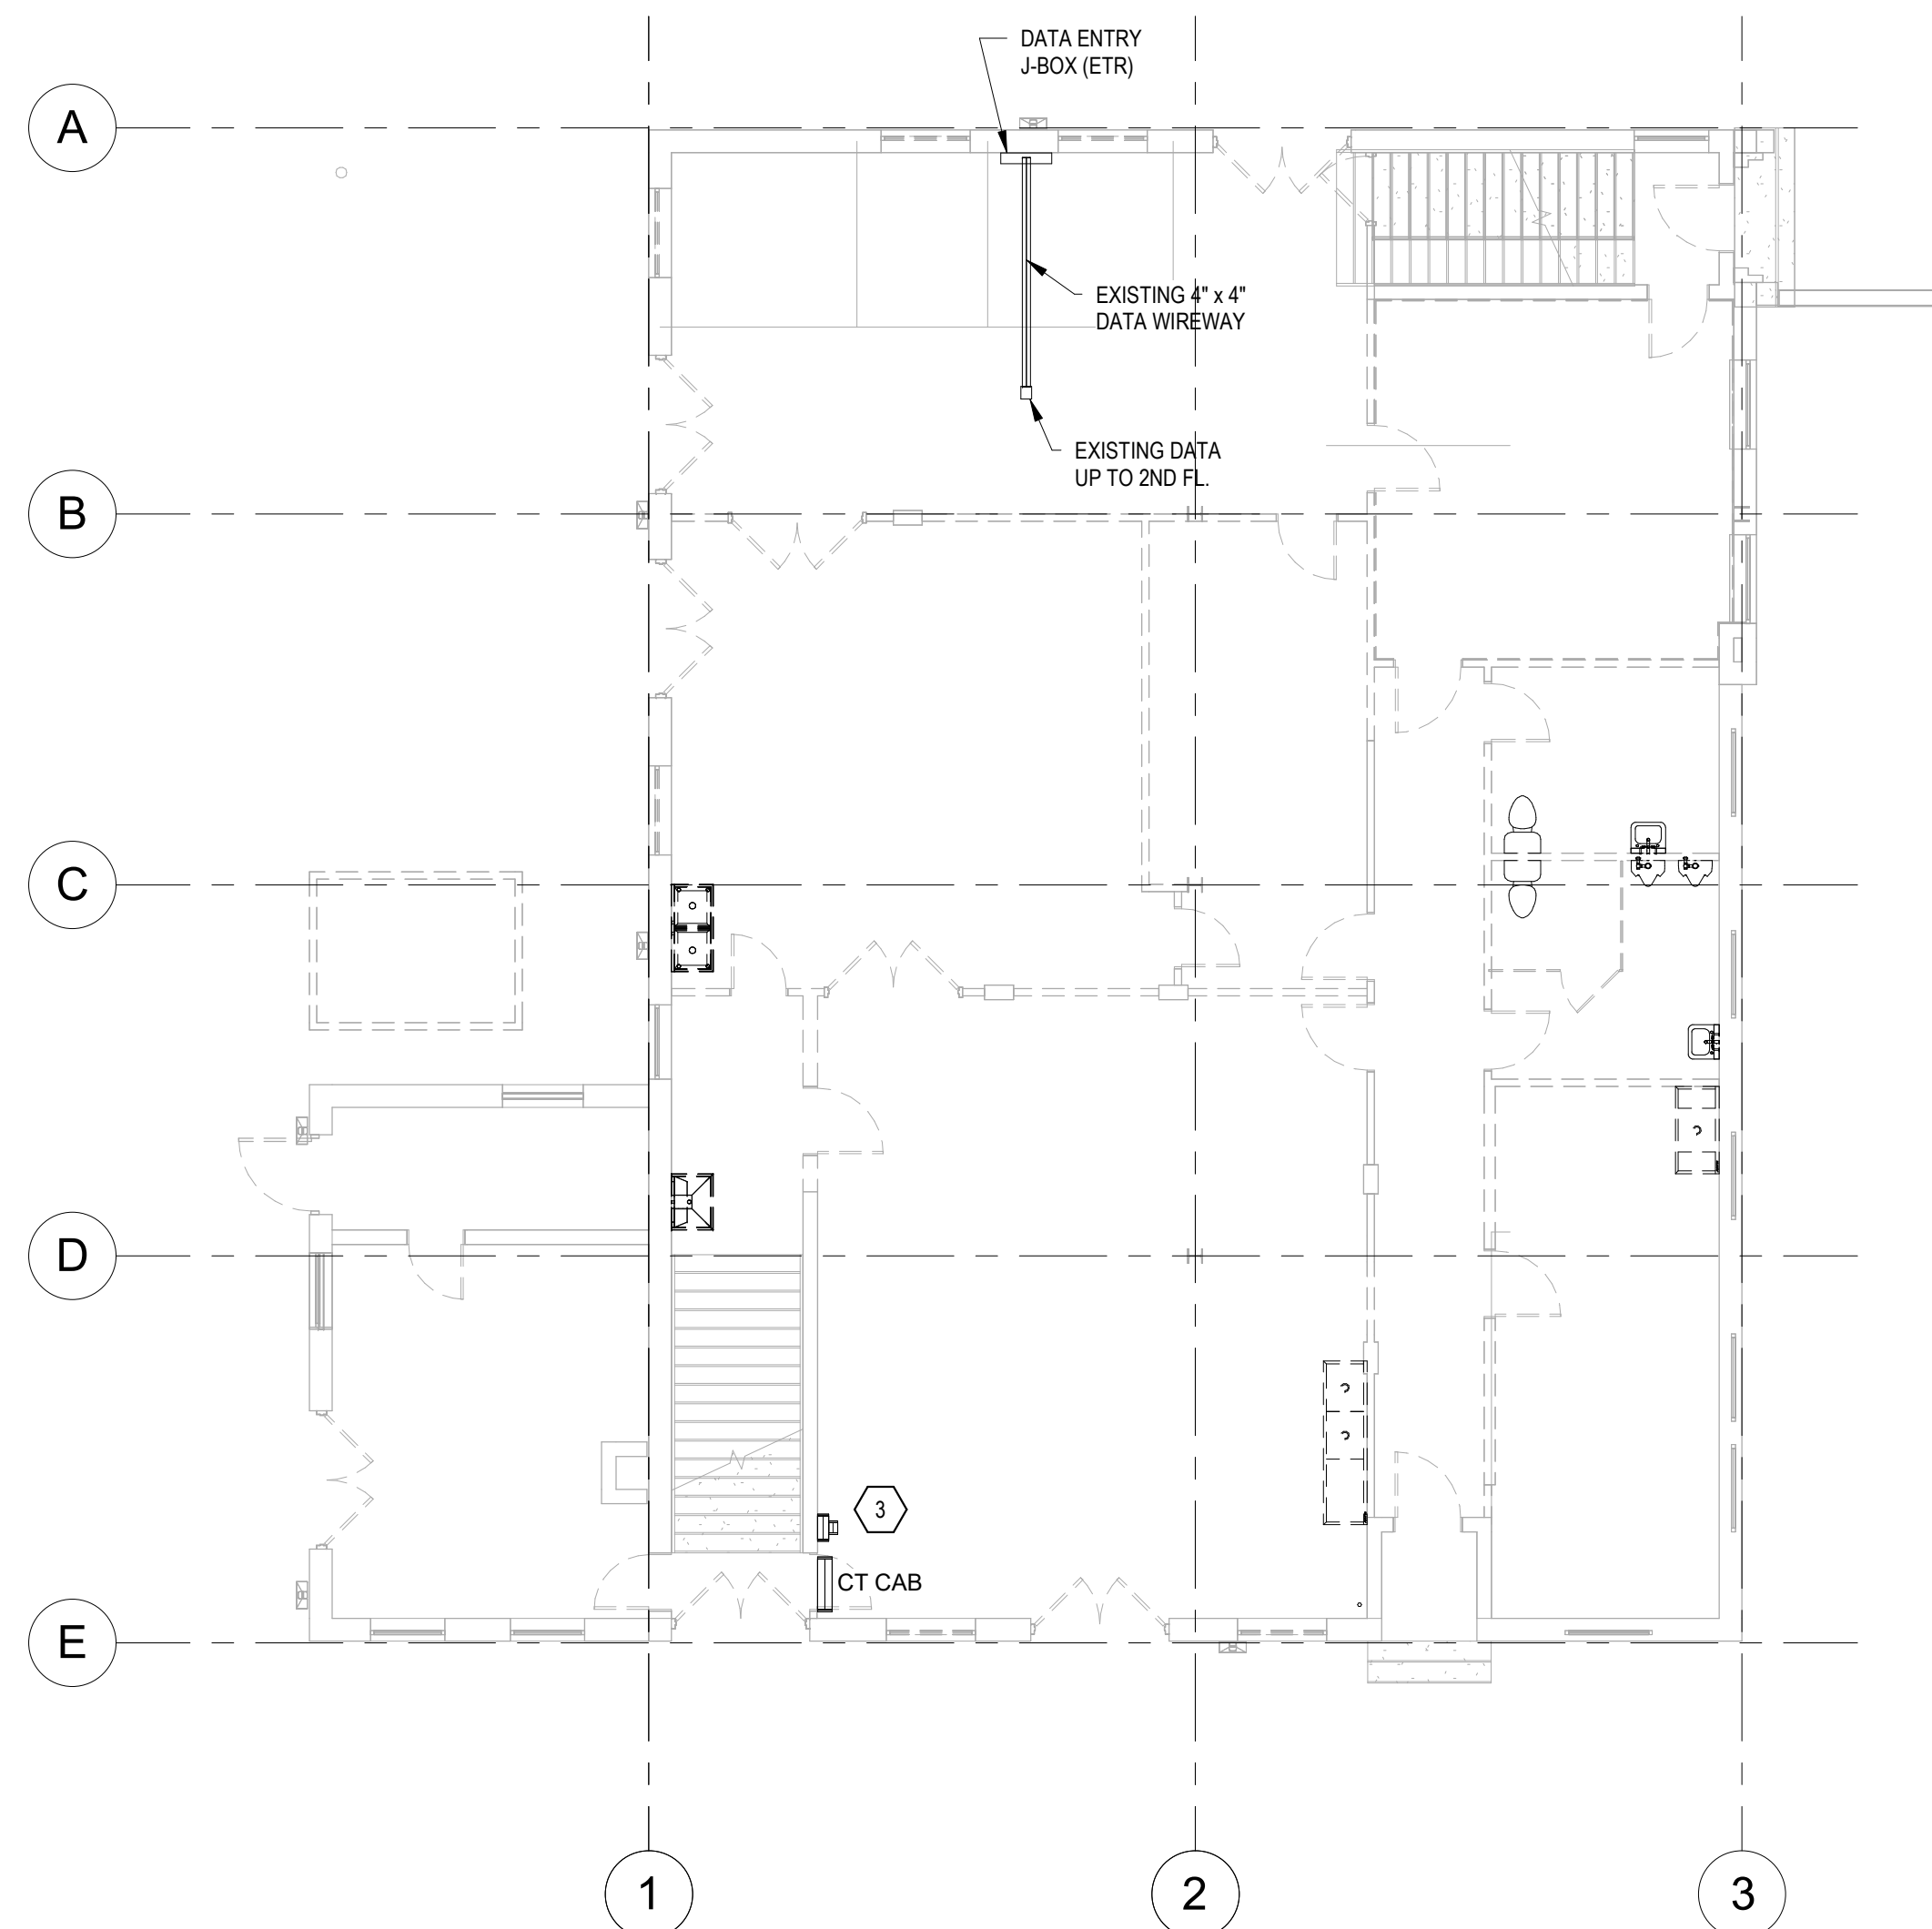 DATA ENTRY
J-BOX (ETR)
A
EXISTING 4" x 4"
DATA WIREWAY
EXISTING DATA
UP TO 2ND FL.
B
C
D
3
CT CAB
E
1
2
3